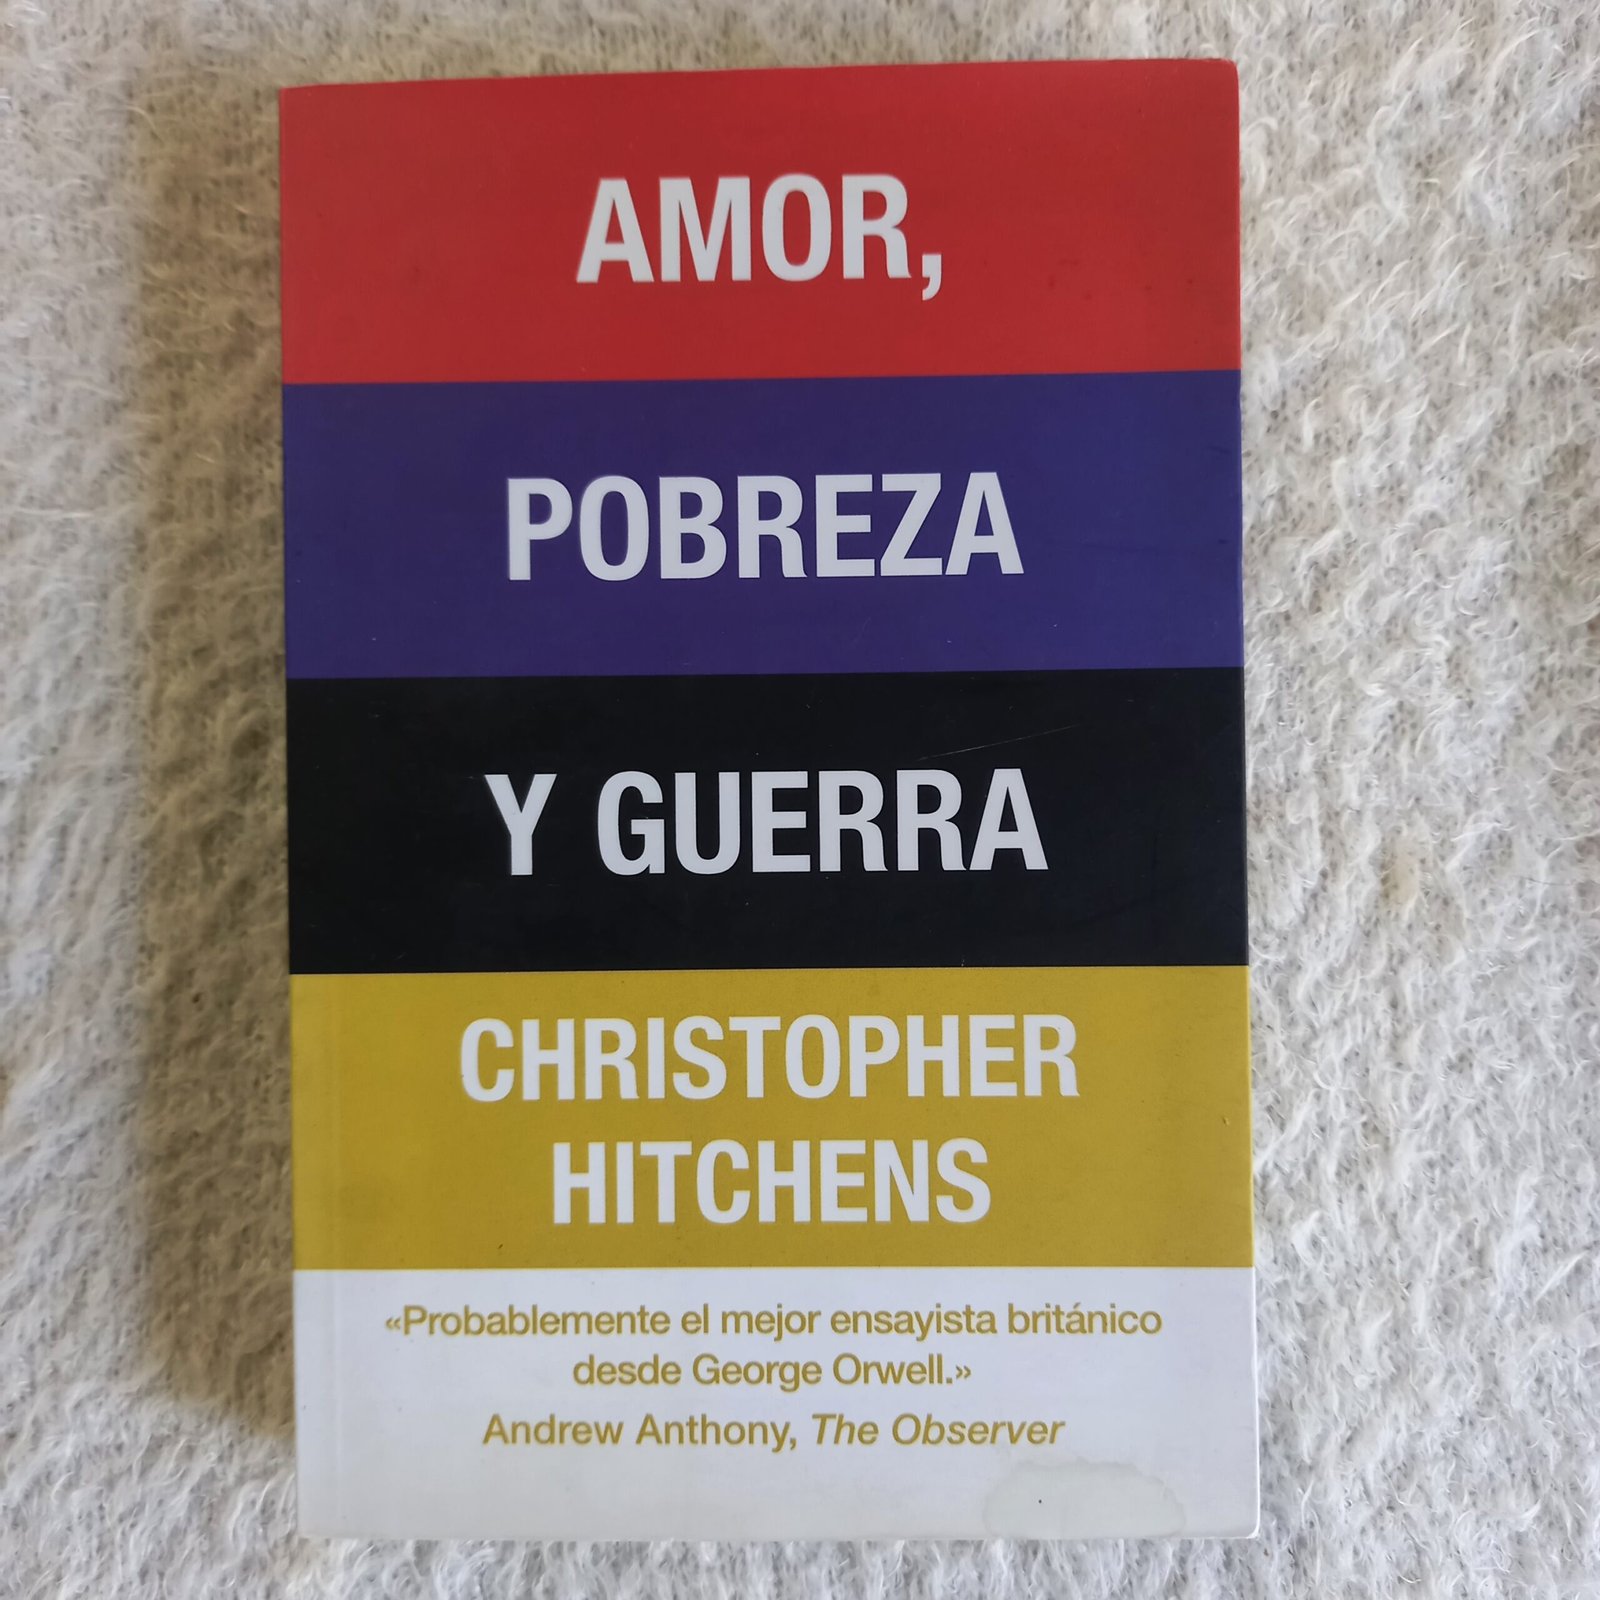 AMOR,
POBREZA
Y GUERRA
CHRISTOPHER
HITCHENS
«Probablemente el mejor ensayista británico
desde George Orwell.»
Andrew Anthony, The Observer